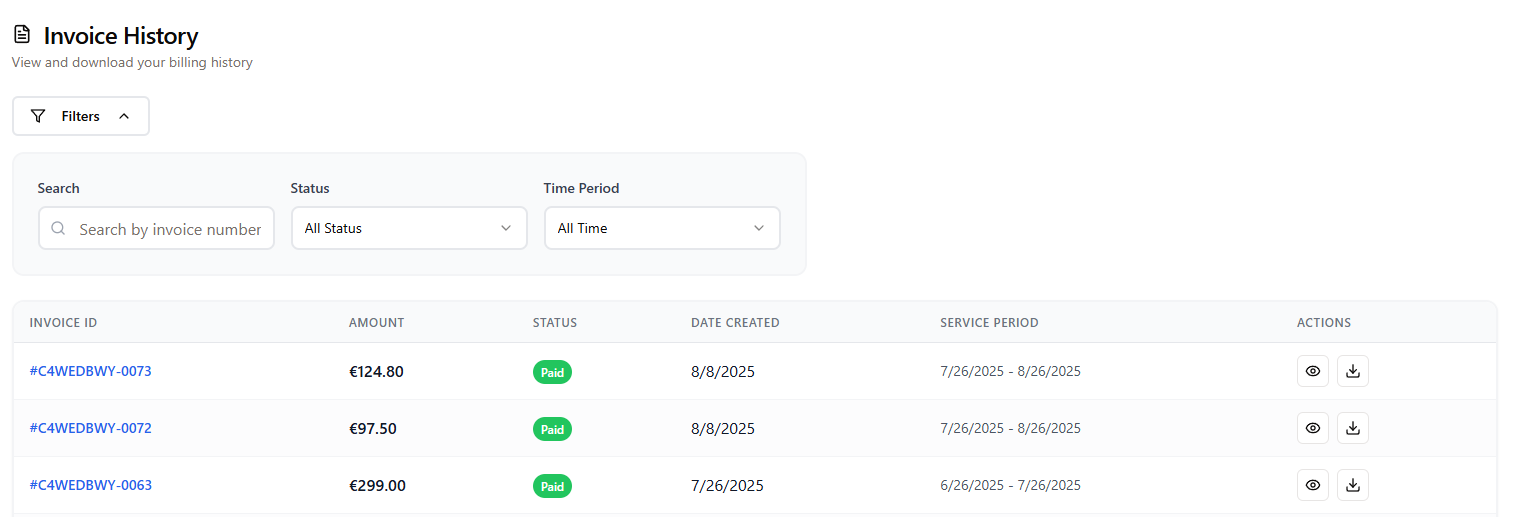 Invoice History
View and download your billing history
Filters
Search Status Time Period
Search by invoice number All Status All Time
INVOICE ID AMOUNT STATUS DATE CREATED SERVICE PERIOD ACTIONS
#C4WEDBWY-0073 €124.80 Paid 8/8/2025 7/26/2025 - 8/26/2025
#C4WEDBWY-0072 €97.50 Paid 8/8/2025 7/26/2025 - 8/26/2025
#C4WEDBWY-0063 €299.00 Paid 7/26/2025 6/26/2025 - 7/26/2025